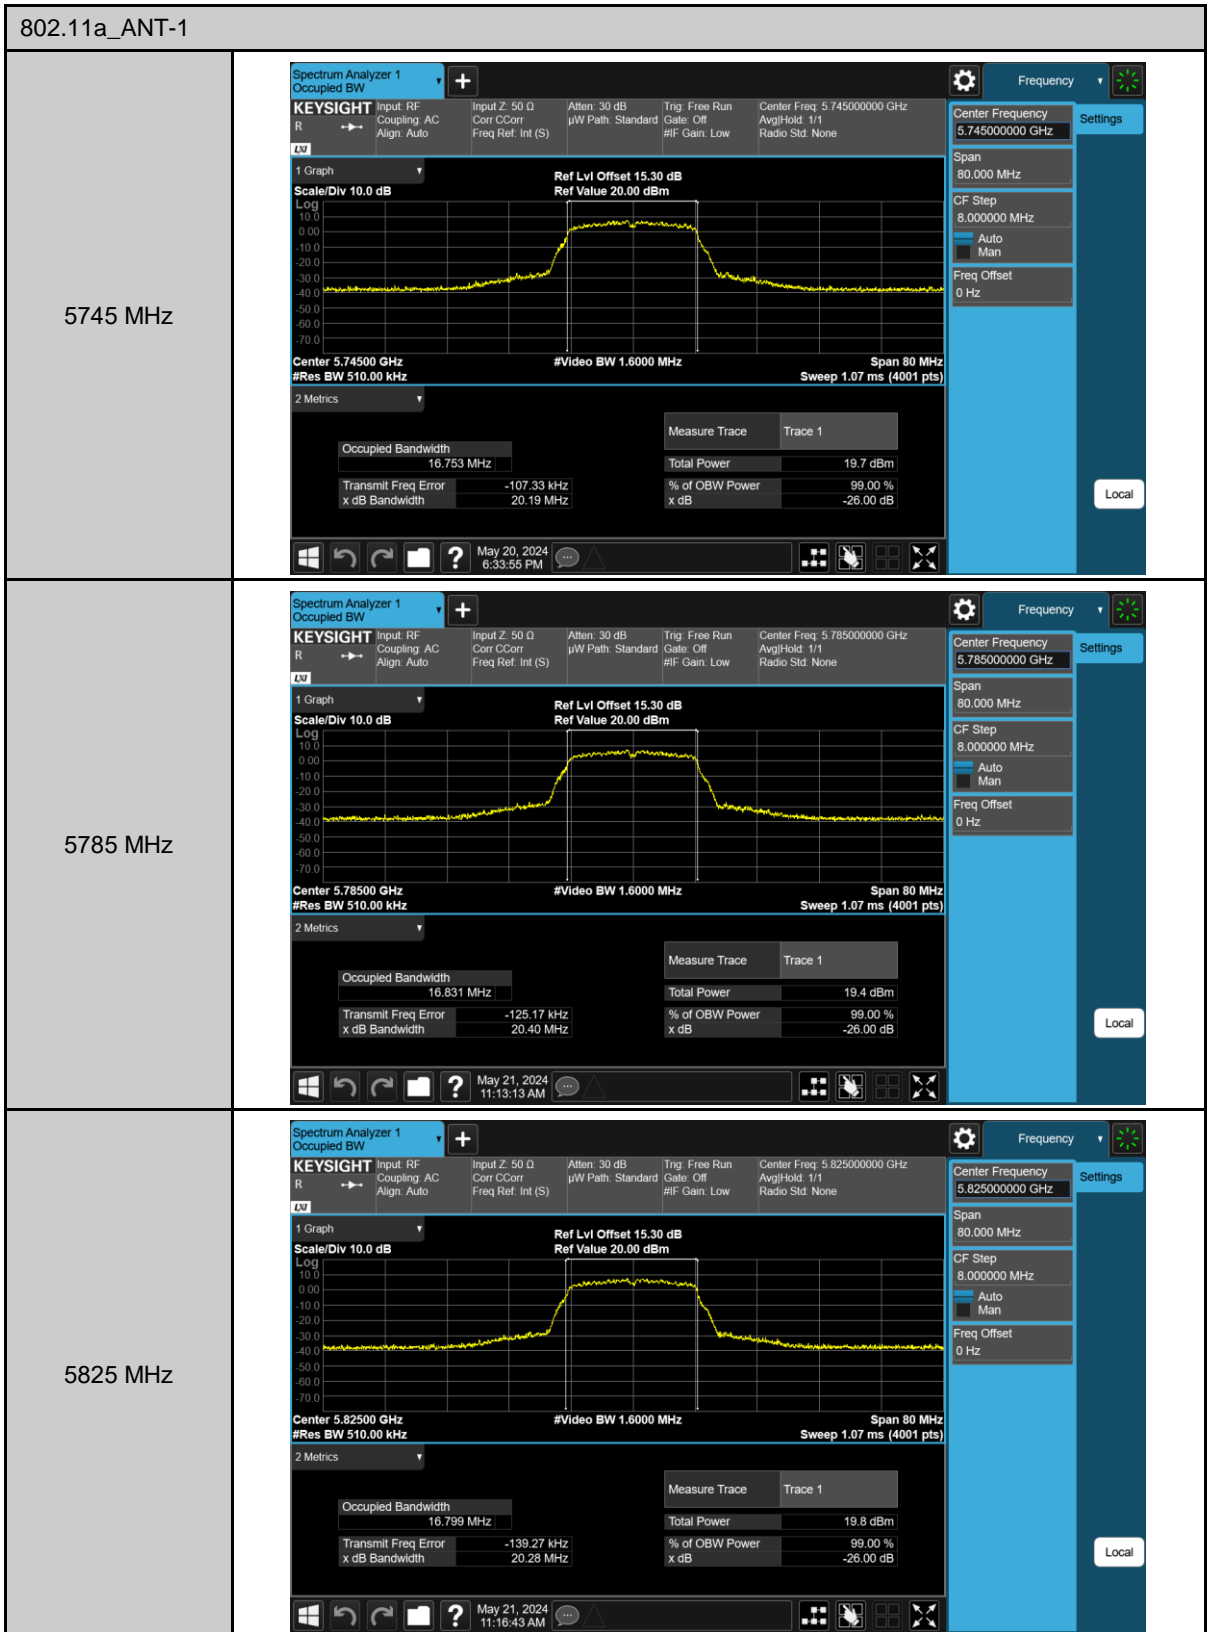 802.11a_ANT-1
5745 MHz
Spectrum Analyzer 1
Occupied BW
Frequency
KEYSIGHT
R
LXI
Input: RF
Coupling: AC
Align: Auto
Input Z: 50 Ω
Corr CCorr
Freq Ref: Int (S)
Atten: 30 dB
µW Path: Standard
Trig: Free Run
Gate: Off
#IF Gain: Low
Center Freq: 5.745000000 GHz
Avg|Hold: 1/1
Radio Std: None
Center Frequency
5.745000000 GHz
Settings
Span
80.000 MHz
CF Step
8.000000 MHz
Auto
Man
Freq Offset
0 Hz
Local
1 Graph
Scale/Div 10.0 dB
Ref Lvl Offset 15.30 dB
Ref Value 20.00 dBm
Log
10.0
0.00
-10.0
-20.0
-30.0
-40.0
-50.0
-60.0
-70.0
Center 5.74500 GHz
#Video BW 1.6000 MHz
Span 80 MHz
#Res BW 510.00 kHz
Sweep 1.07 ms (4001 pts)
2 Metrics
Measure Trace Trace 1
Occupied Bandwidth
16.753 MHz
Total Power 19.7 dBm
Transmit Freq Error -107.33 kHz
% of OBW Power 99.00 %
x dB Bandwidth 20.19 MHz
x dB -26.00 dB
?
May 20, 2024
6:33:55 PM
5785 MHz
Spectrum Analyzer 1
Occupied BW
Frequency
KEYSIGHT
R
LXI
Input: RF
Coupling: AC
Align: Auto
Input Z: 50 Ω
Corr CCorr
Freq Ref: Int (S)
Atten: 30 dB
µW Path: Standard
Trig: Free Run
Gate: Off
#IF Gain: Low
Center Freq: 5.785000000 GHz
Avg|Hold: 1/1
Radio Std: None
Center Frequency
5.785000000 GHz
Settings
Span
80.000 MHz
CF Step
8.000000 MHz
Auto
Man
Freq Offset
0 Hz
Local
1 Graph
Scale/Div 10.0 dB
Ref Lvl Offset 15.30 dB
Ref Value 20.00 dBm
Log
10.0
0.00
-10.0
-20.0
-30.0
-40.0
-50.0
-60.0
-70.0
Center 5.78500 GHz
#Video BW 1.6000 MHz
Span 80 MHz
#Res BW 510.00 kHz
Sweep 1.07 ms (4001 pts)
2 Metrics
Measure Trace Trace 1
Occupied Bandwidth
16.831 MHz
Total Power 19.4 dBm
Transmit Freq Error -125.17 kHz
% of OBW Power 99.00 %
x dB Bandwidth 20.40 MHz
x dB -26.00 dB
?
May 21, 2024
11:13:13 AM
5825 MHz
Spectrum Analyzer 1
Occupied BW
Frequency
KEYSIGHT
R
LXI
Input: RF
Coupling: AC
Align: Auto
Input Z: 50 Ω
Corr CCorr
Freq Ref: Int (S)
Atten: 30 dB
µW Path: Standard
Trig: Free Run
Gate: Off
#IF Gain: Low
Center Freq: 5.825000000 GHz
Avg|Hold: 1/1
Radio Std: None
Center Frequency
5.825000000 GHz
Settings
Span
80.000 MHz
CF Step
8.000000 MHz
Auto
Man
Freq Offset
0 Hz
Local
1 Graph
Scale/Div 10.0 dB
Ref Lvl Offset 15.30 dB
Ref Value 20.00 dBm
Log
10.0
0.00
-10.0
-20.0
-30.0
-40.0
-50.0
-60.0
-70.0
Center 5.82500 GHz
#Video BW 1.6000 MHz
Span 80 MHz
#Res BW 510.00 kHz
Sweep 1.07 ms (4001 pts)
2 Metrics
Measure Trace Trace 1
Occupied Bandwidth
16.799 MHz
Total Power 19.8 dBm
Transmit Freq Error -139.27 kHz
% of OBW Power 99.00 %
x dB Bandwidth 20.28 MHz
x dB -26.00 dB
?
May 21, 2024
11:16:43 AM